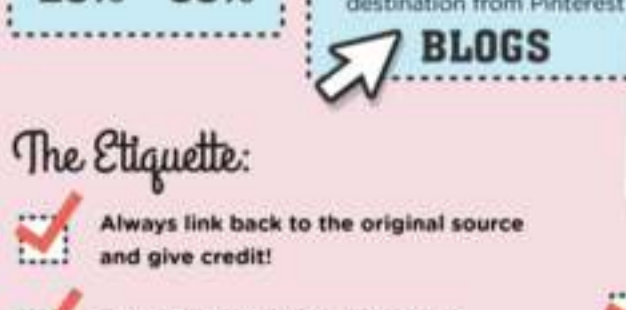 destination from Pinterest
BLOGS
The Etiquette:
Always link back to the original source
and give credit!